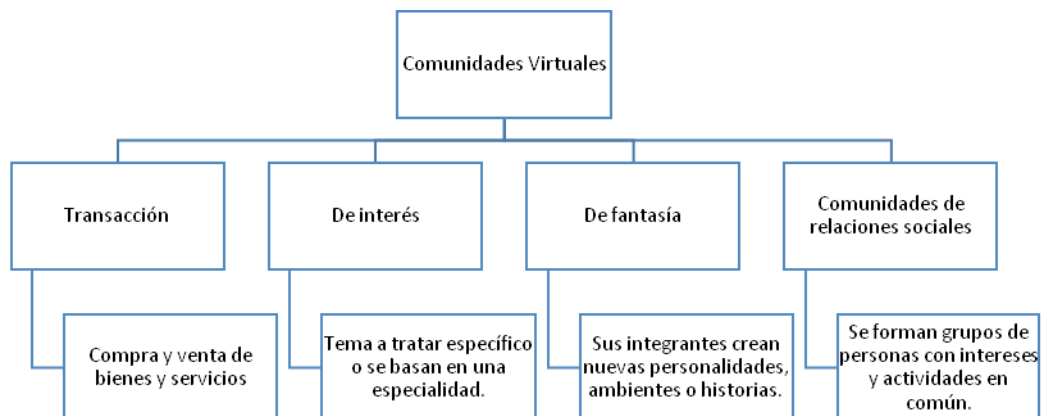 Comunidades Virtuales
Transacción
De interés
De fantasía
Comunidades de
relaciones sociales
Compra y venta de
bienes y servicios
Tema a tratar específico
o se basan en una
especialidad.
Sus integrantes crean
nuevas personalidades,
ambientes o historias.
Se forman grupos de
personas con intereses
y actividades en
común.